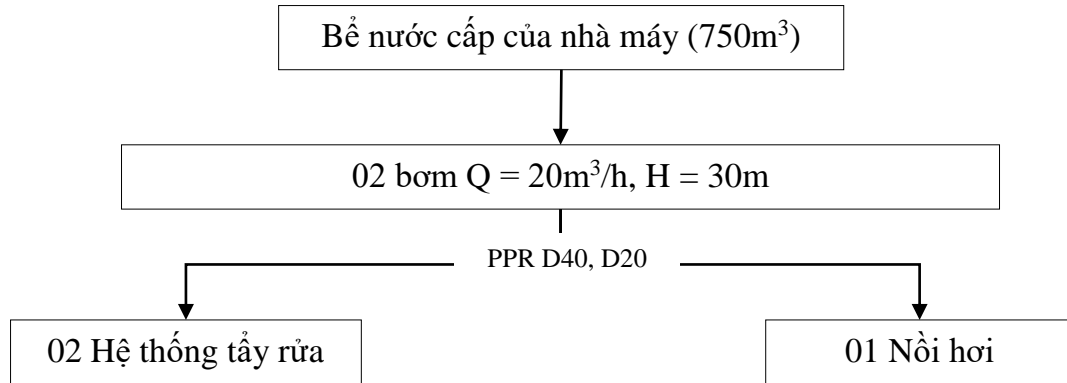 Bể nước cấp của nhà máy (750m³)
02 bơm Q = 20m³/h, H = 30m
PPR D40, D20
02 Hệ thống tẩy rửa
01 Nồi hơi